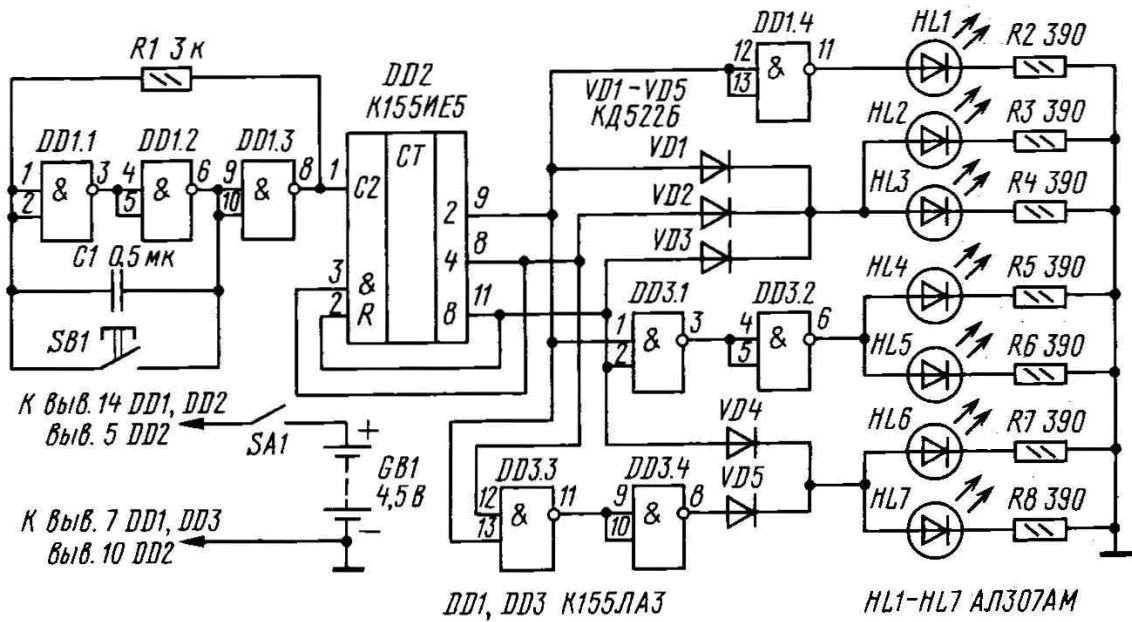 R1 3 к
DD1.1
DD1.2
DD1.3
1
2
&
3
4
5
&
6
9
10
&
8
C1 0,5 мк
SB1
DD2
К155ИЕ5
1
C2
CT
3
&
2
R
2
9
4
8
8
11
К выв. 14 DD1, DD2
выв. 5 DD2
SA1
+
GB1
4,5 В
−
К выв. 7 DD1, DD3
выв. 10 DD2
DD1.4
12
13
&
11
VD1-VD5
КД522Б
VD1
VD2
VD3
DD3.1
1
2
&
3
DD3.2
4
5
&
6
VD4
VD5
DD3.3
12
13
&
11
DD3.4
9
10
&
8
HL1
R2 390
HL2
R3 390
HL3
R4 390
HL4
R5 390
HL5
R6 390
HL6
R7 390
HL7
R8 390
DD1, DD3 К155ЛА3
HL1-HL7 АЛ307АМ